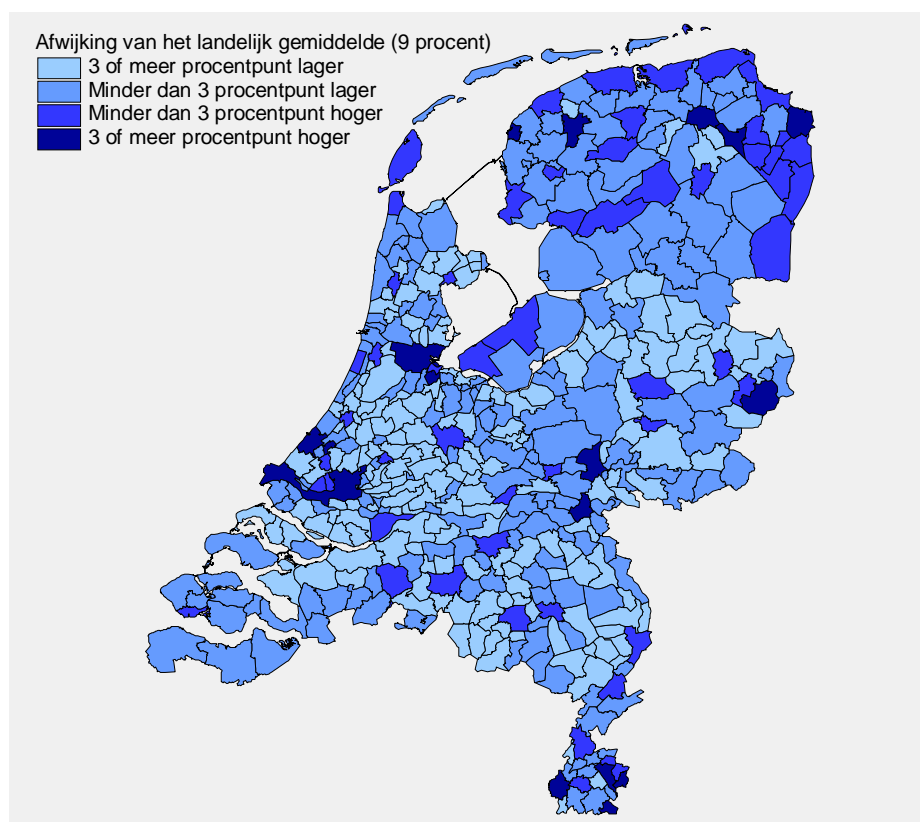 Afwijking van het landelijk gemiddelde (9 procent)
3 of meer procentpunt lager
Minder dan 3 procentpunt lager
Minder dan 3 procentpunt hoger
3 of meer procentpunt hoger